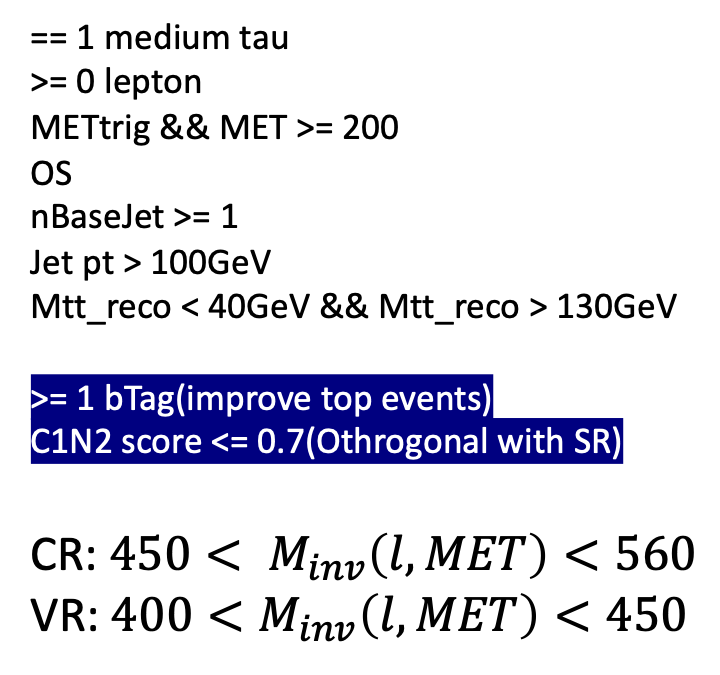 == 1 medium tau
>= 0 lepton
METtrig && MET >= 200
OS
nBaseJet >= 1
Jet pt > 100GeV
Mtt_reco < 40GeV && Mtt_reco > 130GeV
>= 1 bTag(improve top events)
C1N2 score <= 0.7(Othrogonal with SR)
CR: 450 < M_{inv}(l, MET) < 560
VR: 400 < M_{inv}(l, MET) < 450